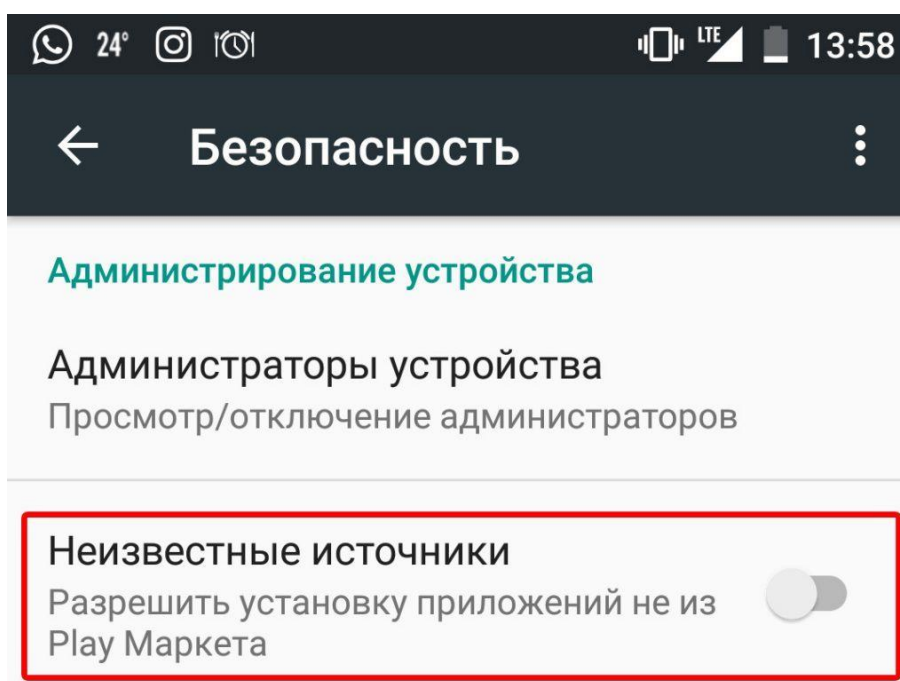 24° LTE 13:58
Безопасность
Администрирование устройства
Администраторы устройства
Просмотр/отключение администраторов
Неизвестные источники
Разрешить установку приложений не из
Play Маркета